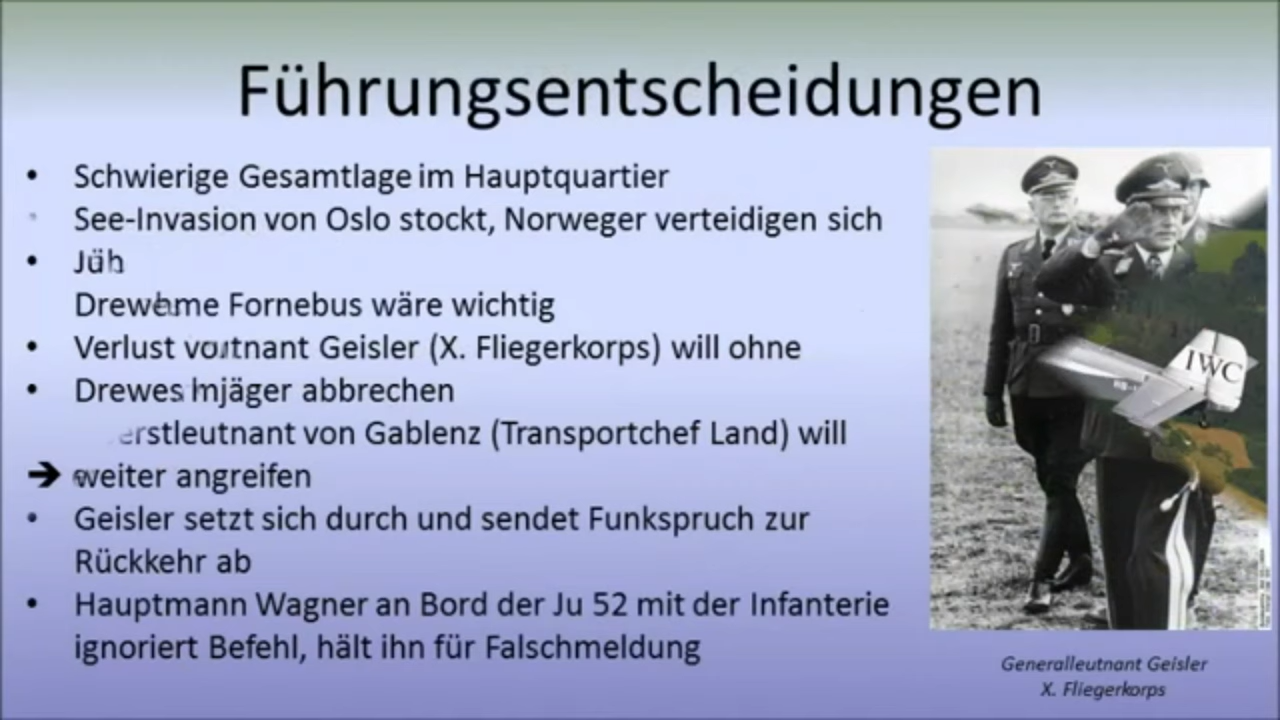 Führungsentscheidungen
• Schwierige Gesamtlage im Hauptquartier
• See-Invasion von Oslo stockt, Norweger verteidigen sich
•
wäre wichtig
• Verlust Geisler (X. Fliegerkorps) will ohne
• Drewes abbrechen
von Gablenz (Transportchef Land) will
➔ weiter angreifen
• Geisler setzt sich durch und sendet Funkspruch zur
Rückkehr ab
• Hauptmann Wagner an Bord der Ju 52 mit der Infanterie
ignoriert Befehl, hält ihn für Falschmeldung
IWC
Generalleutnant Geisler
X. Fliegerkorps